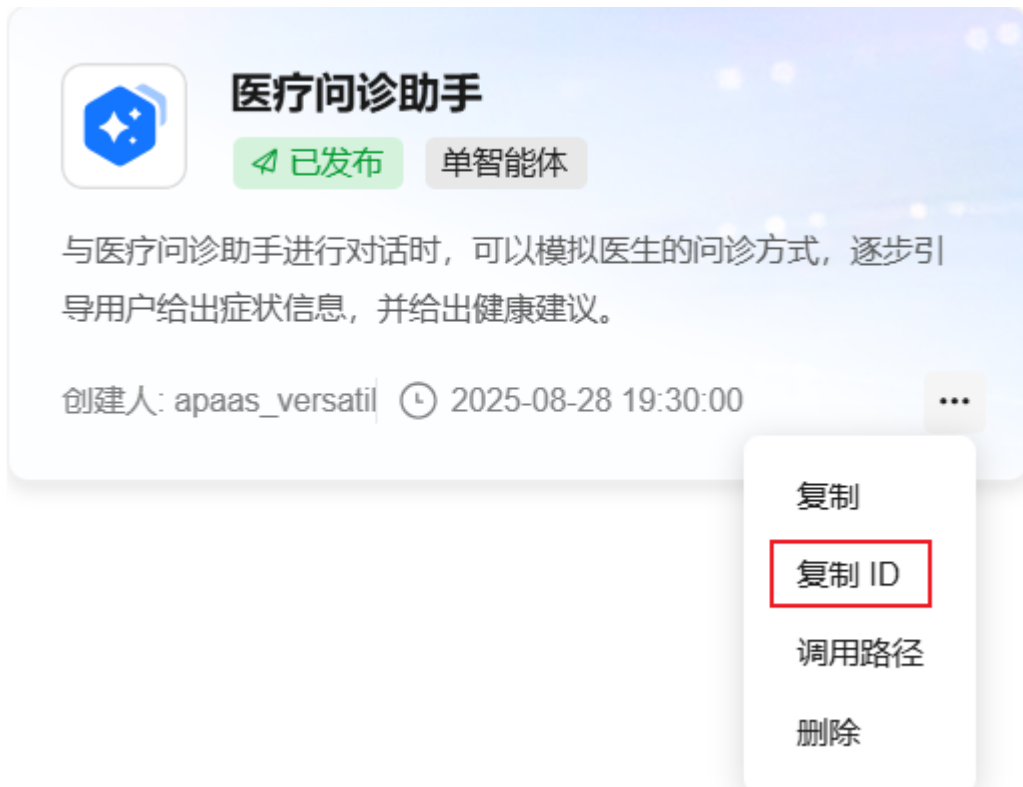 医疗问诊助手
已发布 单智能体
与医疗问诊助手进行对话时，可以模拟医生的问诊方式，逐步引
导用户给出症状信息，并给出健康建议。
创建人: apaas_versatil 2025-08-28 19:30:00
复制
复制 ID
调用路径
删除